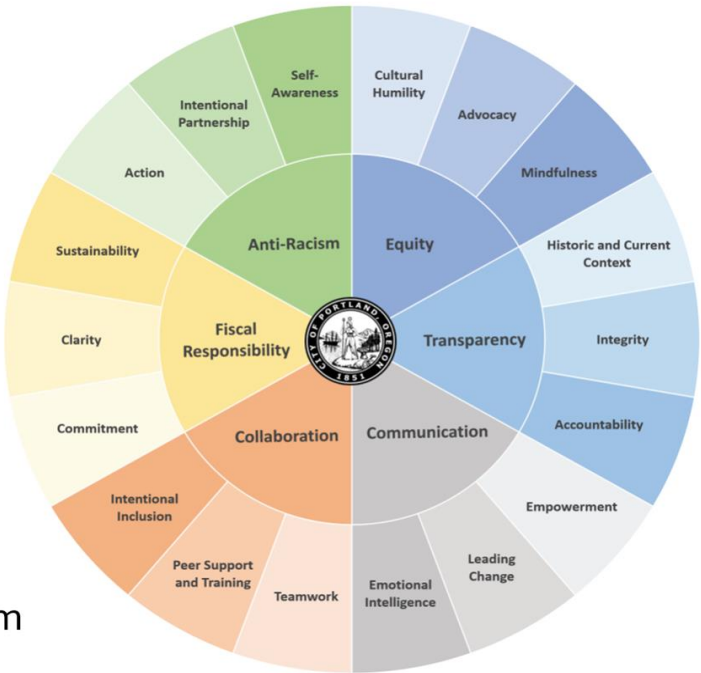 Self-
Awareness
Cultural
Humility
Advocacy
Mindfulness
Historic and Current
Context
Integrity
Accountability
Empowerment
Leading
Change
Emotional
Intelligence
Teamwork
Peer Support
and Training
Intentional
Inclusion
Commitment
Clarity
Sustainability
Action
Intentional
Partnership
Anti-Racism
Equity
Transparency
Communication
Collaboration
Fiscal
Responsibility
CITY OF PORTLAND, OREGON
1851
m